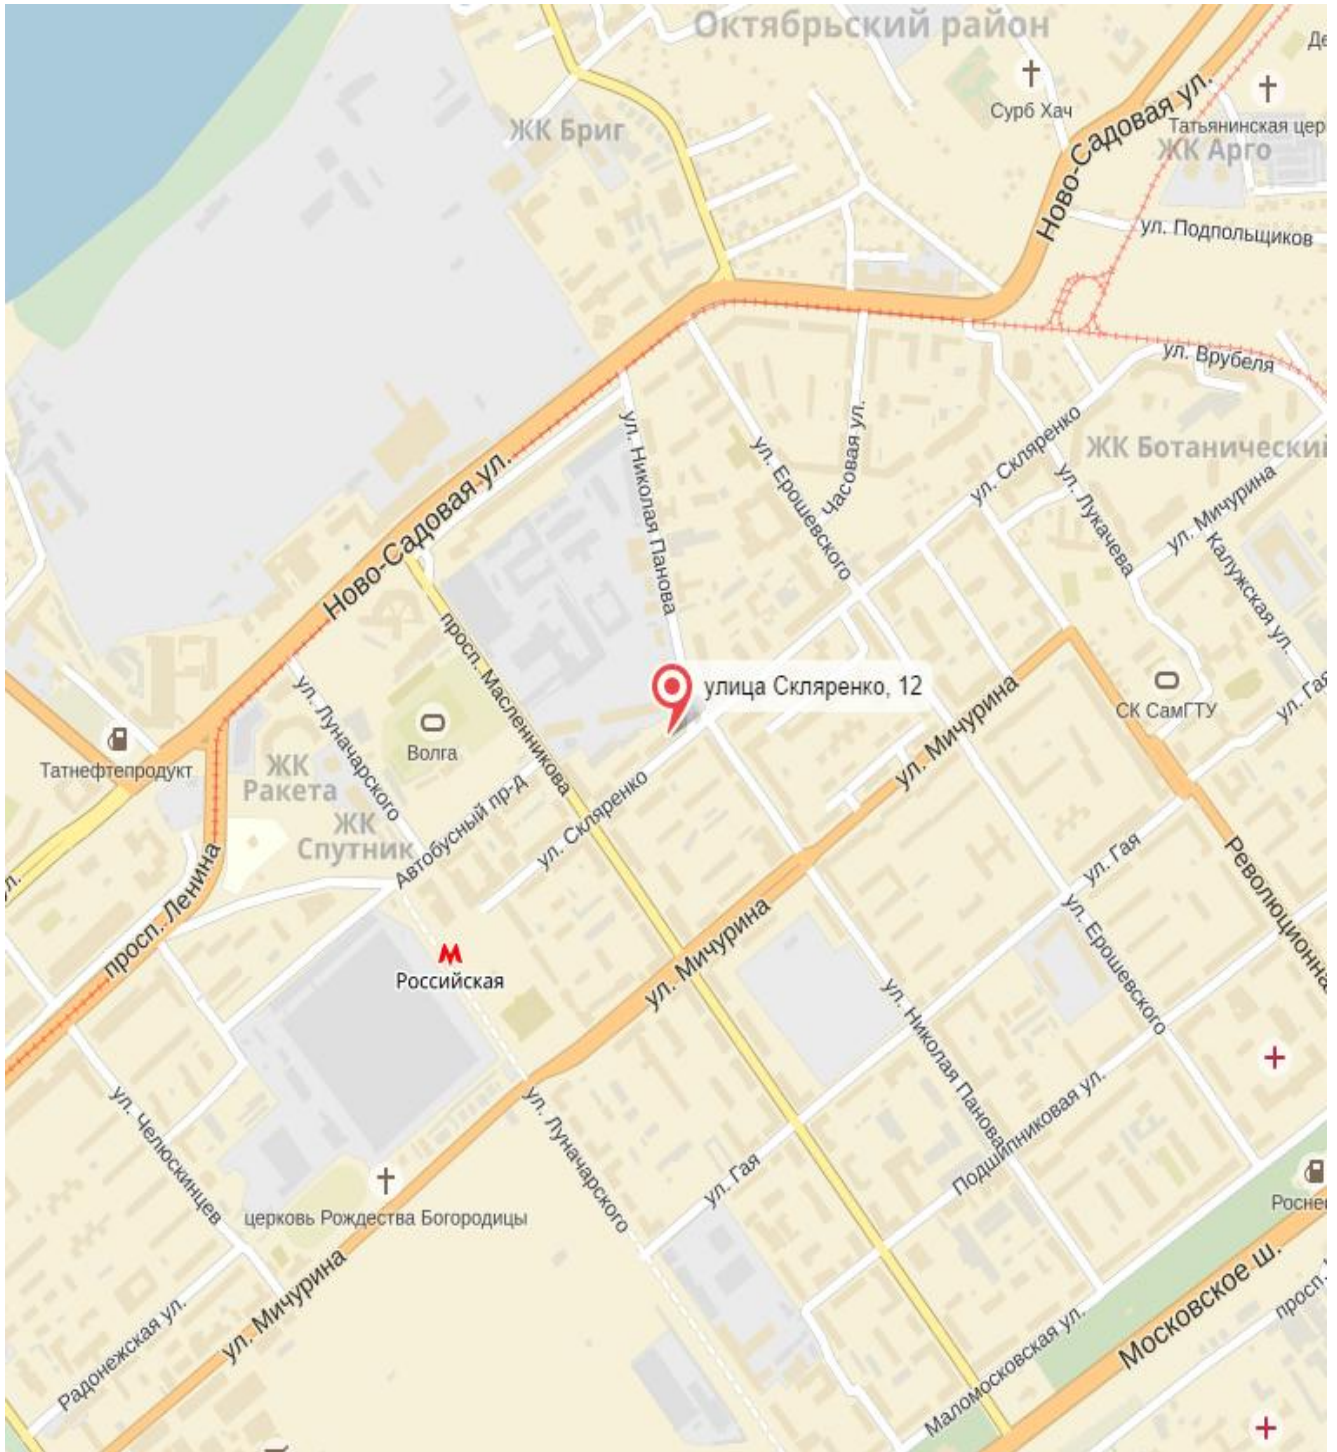 Октябрьский район
Де
Сурб Хач
Ново-Садовая ул.
Татьянинская цер
ЖК Арго
ЖК Бриг
ул. Подпольщиков
ул. Врубеля
ул. Николая Панова
ул. Ерошевского
Часовая ул.
ул. Скляренко
ЖК Ботанический
ул. Лукачева
ул. Мичурина
Калужская ул.
Ново-Садовая ул.
просп. Масленникова
улица Скляренко, 12
СК СамГТУ
ул. Гая
ул. Луначарского
Волга
Татнефтепродукт
ЖК
Ракета
ЖК
Спутник
Автобусный пр-д
ул. Скляренко
ул. Мичурина
ул.
просп. Ленина
ул. Гая
Революционна
ул. Мичурина
ул. Ерошевского
Российская
ул. Николая Панова
ул. Челюскинцев
ул. Луначарского
Подшипниковая ул.
ул. Гая
церковь Рождества Богородицы
Росне
Московское ш.
просп.
ул. Мичурина
Радонежская ул.
Маломосковская ул.